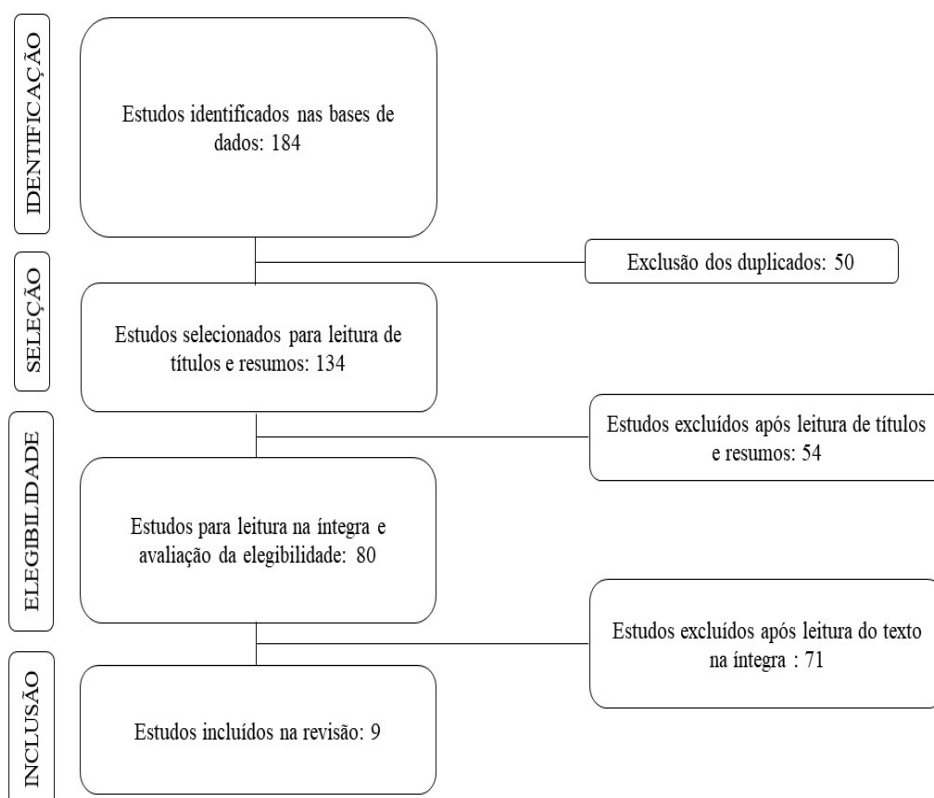 IDENTIFICAÇÃO
Estudos identificados nas bases de
dados: 184
Exclusão dos duplicados: 50
SELEÇÃO
Estudos selecionados para leitura de
títulos e resumos: 134
Estudos excluídos após leitura de títulos
e resumos: 54
ELEGIBILIDADE
Estudos para leitura na íntegra e
avaliação da elegibilidade: 80
Estudos excluídos após leitura do texto
na íntegra : 71
INCLUSÃO
Estudos incluídos na revisão: 9